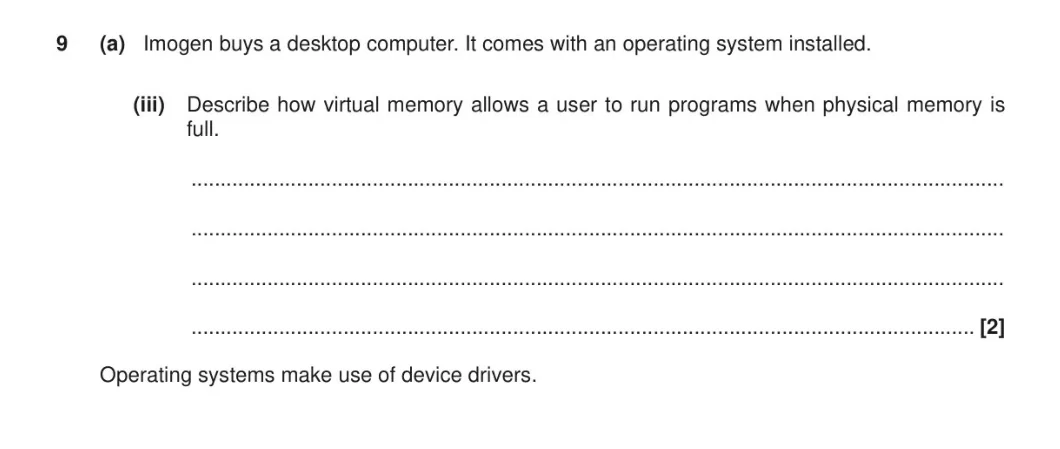 9 (a) Imogen buys a desktop computer. It comes with an operating system installed.
(iii) Describe how virtual memory allows a user to run programs when physical memory is
full.
..........................................................................................................................................
..........................................................................................................................................
..........................................................................................................................................
..................................................................................................................................... [2]
Operating systems make use of device drivers.